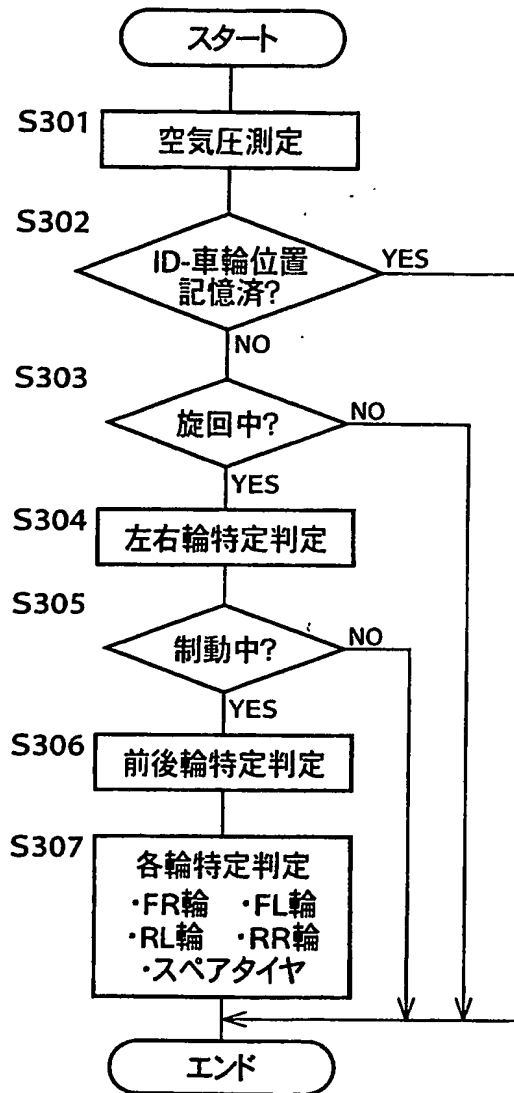 スタート
S301
空気圧測定
S302
ID-車輪位置
記憶済?
YES
NO
S303
旋回中?
NO
YES
S304
左右輪特定判定
S305
制動中?
NO
YES
S306
前後輪特定判定
S307
各輪特定判定
・FR輪 ・FL輪
・RL輪 ・RR輪
・スペアタイヤ
エンド